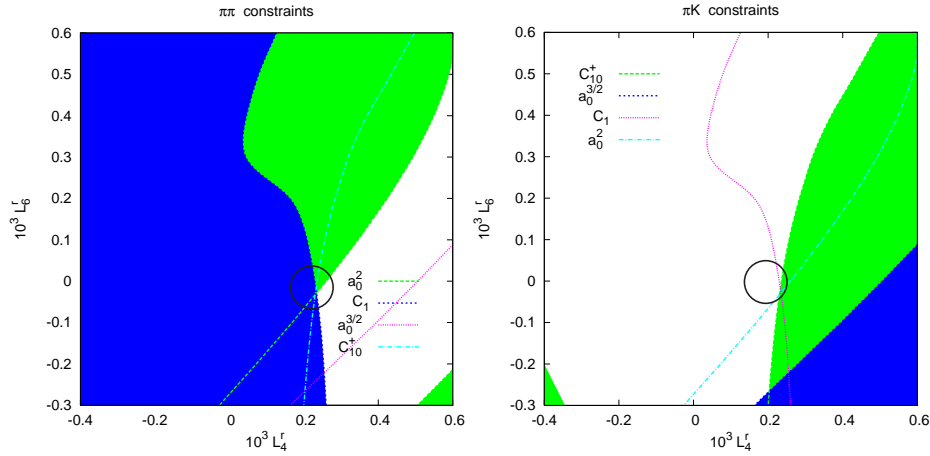 ππ constraints
0.6
0.5
0.4
0.3
0.2
0.1
0
-0.1
-0.2
-0.3
10³ L₆ʳ
a₀²
C₁
a₀^{3/2}
C₁₀⁺
-0.4
-0.2
0
0.2
0.4
0.6
10³ L₄ʳ
πK constraints
0.6
0.5
0.4
0.3
0.2
0.1
0
-0.1
-0.2
-0.3
10³ L₆ʳ
C₁₀⁺
a₀^{3/2}
C₁
a₀²
-0.4
-0.2
0
0.2
0.4
0.6
10³ L₄ʳ